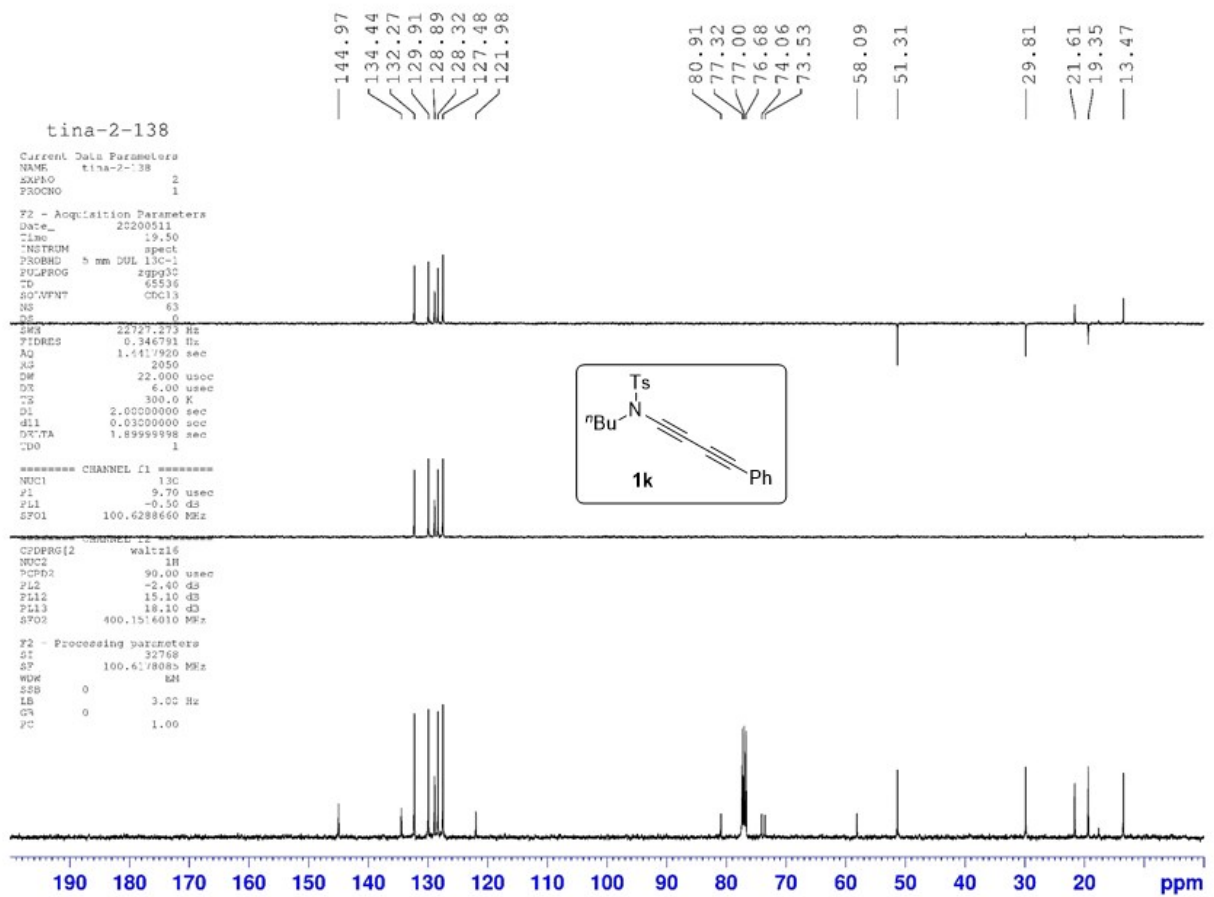 144.97
134.44
132.27
129.91
128.89
128.32
127.48
121.98
80.91
77.32
77.00
76.68
74.06
73.53
58.09
51.31
29.81
21.61
19.35
13.47
tina-2-138
Current Data Parameters
NAME tina-2-138
EXPNO 2
PROCNO 1
F2 - Acquisition Parameters
Date_ 20200511
Time 19.50
INSTRUM spect
PROBHD 5 mm DUL 13C-1
PULPROG zgpg30
TD 65536
SOLVENT CDCl3
NS 63
DS 0
SWH 22727.273 Hz
FIDRES 0.346791 Hz
AQ 1.4417920 sec
RG 2050
DW 22.000 usec
DE 6.00 usec
TE 300.0 K
D1 2.00000000 sec
d11 0.03000000 sec
DELTA 1.89999998 sec
TD0 1
======== CHANNEL f1 ========
NUC1 13C
P1 9.70 usec
PL1 -0.50 dB
SFO1 100.6288660 MHz
CHANNEL f2
CPDPRG[2 waltz16
NUC2 1H
PCPD2 90.00 usec
PL2 -2.40 dB
PL12 15.10 dB
PL13 18.10 dB
SFO2 400.1516010 MHz
F2 - Processing parameters
SI 32768
SF 100.6178085 MHz
WDW EM
SSB 0
LB 3.00 Hz
GB 0
PC 1.00
Ts
N
nBu
Ph
1k
190 180 170 160 150 140 130 120 110 100 90 80 70 60 50 40 30 20 ppm